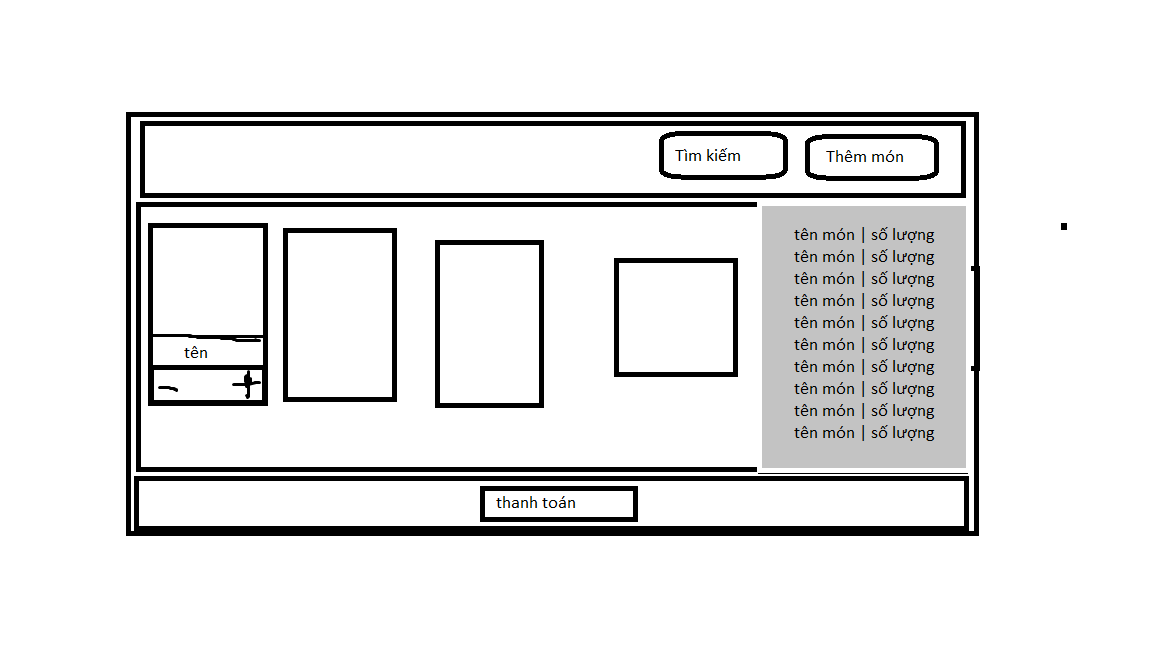 Tìm kiếm
Thêm món
tên món | số lượng
tên món | số lượng
tên món | số lượng
tên món | số lượng
tên món | số lượng
tên món | số lượng
tên món | số lượng
tên món | số lượng
tên món | số lượng
tên món | số lượng
tên
- +
thanh toán